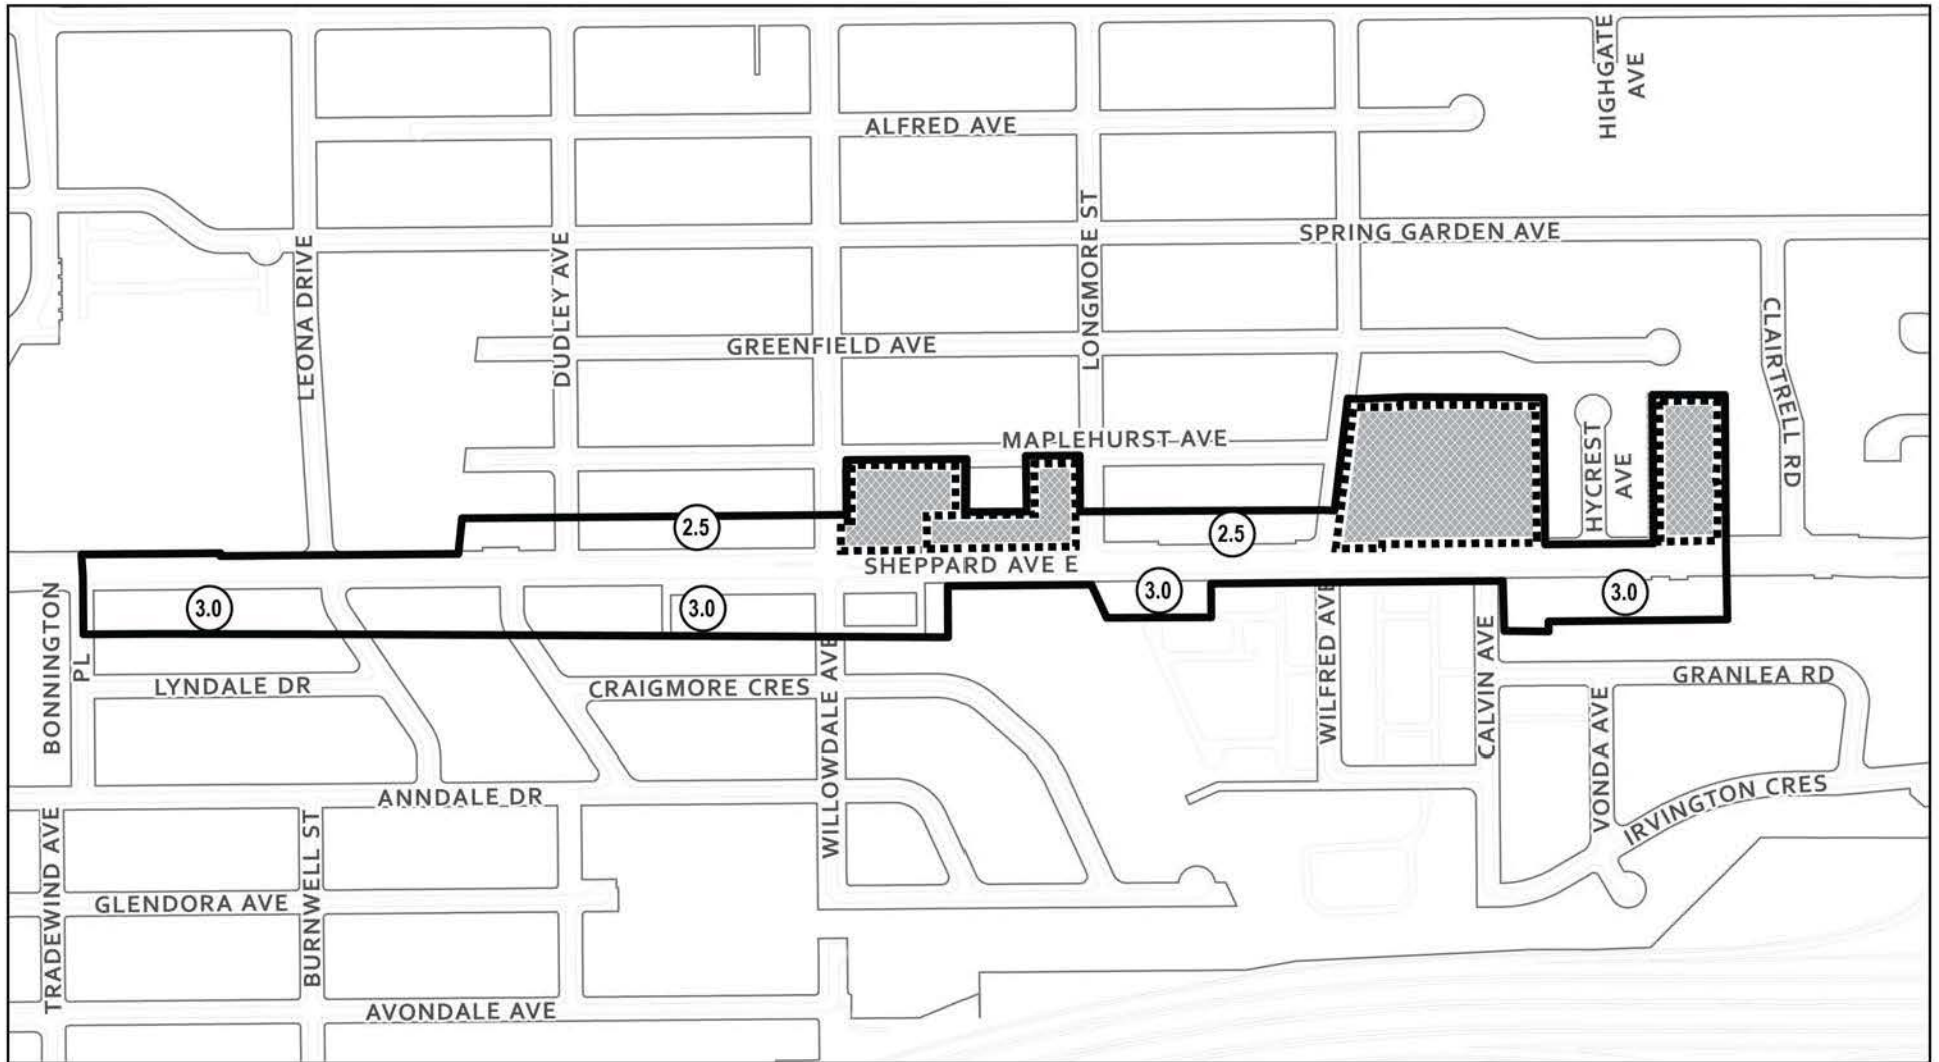 HIGHGATE
AVE
ALFRED AVE
SPRING GARDEN AVE
LEONA DRIVE
DUDLEY AVE
LONGMORE ST
CLAIRTRELL RD
GREENFIELD AVE
MAPLEHURST AVE
HYCREST
AVE
2.5
2.5
SHEPPARD AVE E
3.0
3.0
3.0
3.0
BONNINGTON
PL
LYNDALE DR
CRAIGMORE CRES
WILLOWDALE AVE
WILFRED AVE
CALVIN AVE
GRANLEA RD
VONDA AVE
IRVINGTON CRES
ANNDALE DR
TRADEWIND AVE
BURNWELL ST
GLENDORA AVE
AVONDALE AVE